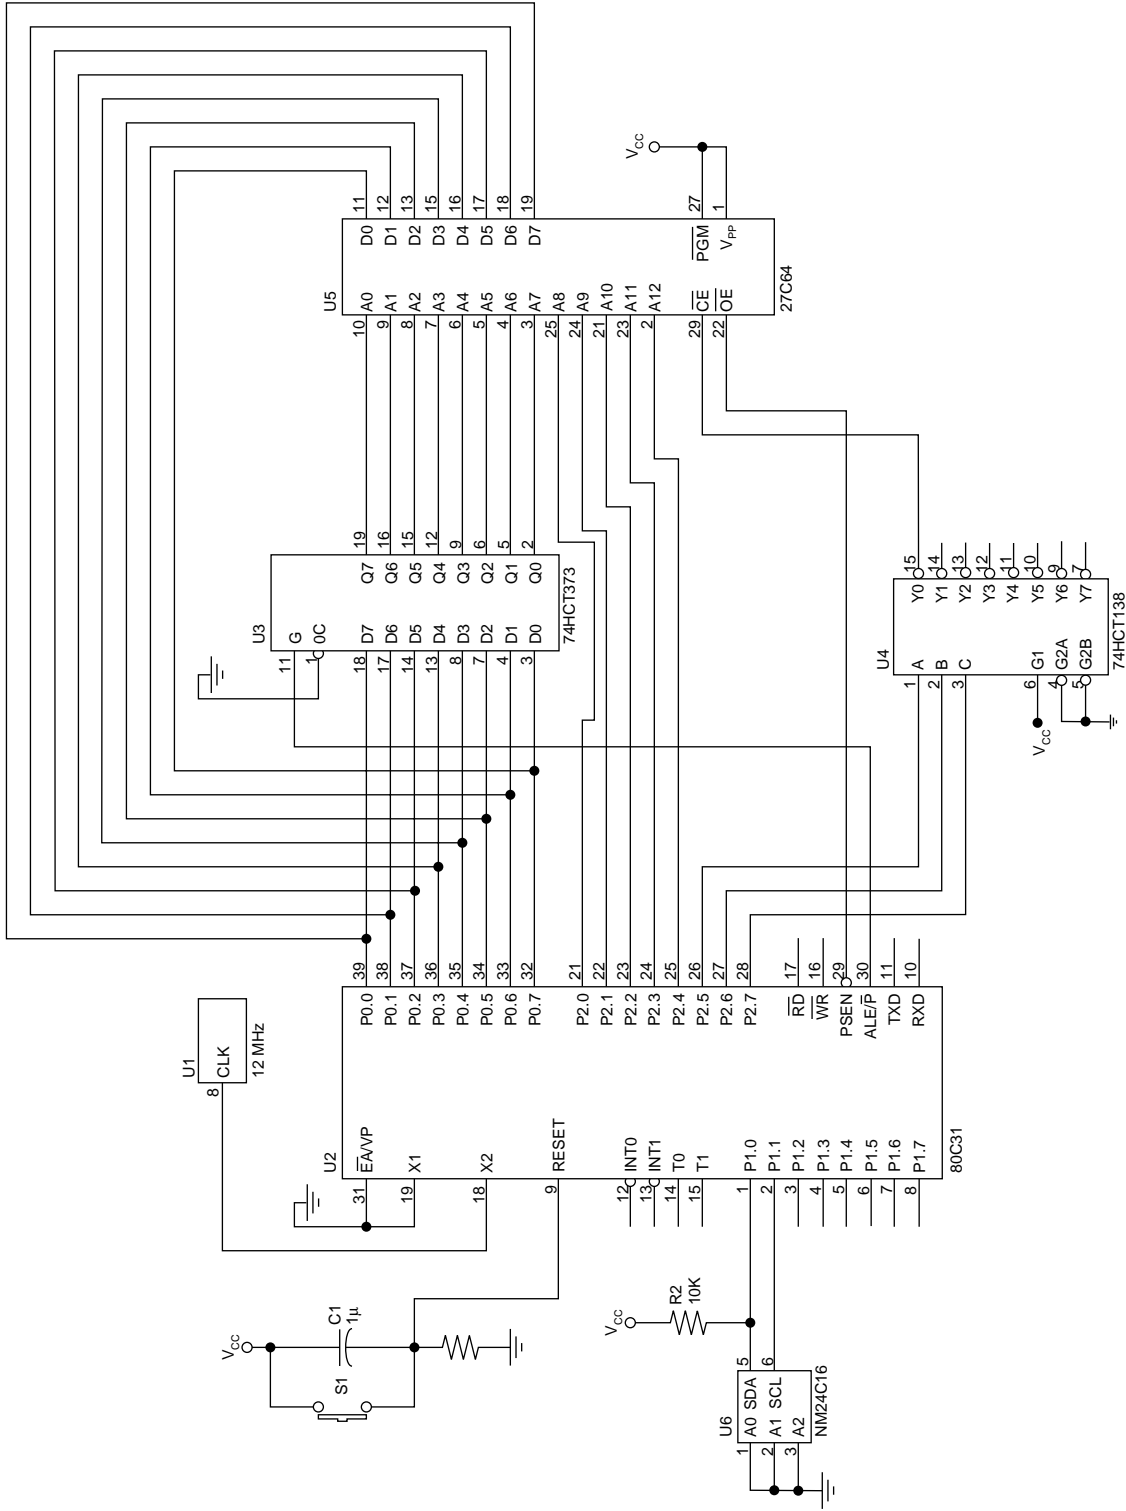 U1
CLK
8
12 MHz
VCC
C1
1µ
S1
U2
EA/VP
31
X1
19
X2
18
RESET
9
INT0
12
INT1
13
T0
14
T1
15
P1.0
1
P1.1
2
P1.2
3
P1.3
4
P1.4
5
P1.5
6
P1.6
7
P1.7
8
P0.0
39
P0.1
38
P0.2
37
P0.3
36
P0.4
35
P0.5
34
P0.6
33
P0.7
32
P2.0
21
P2.1
22
P2.2
23
P2.3
24
P2.4
25
P2.5
26
P2.6
27
P2.7
28
RD
17
WR
16
PSEN
29
ALE/P
30
TXD
11
RXD
10
80C31
VCC
R2
10K
U6
A0 SDA
1
5
A1 SCL
2
6
A2
3
NM24C16
U3
11
G
1
0C
18
D7
Q7
19
17
D6
Q6
16
14
D5
Q5
15
13
D4
Q4
12
8
D3
Q3
9
7
D2
Q2
6
4
D1
Q1
5
3
D0
Q0
2
74HCT373
U5
10
A0
D0
11
9
A1
D1
12
8
A2
D2
13
7
A3
D3
15
6
A4
D4
16
5
A5
D5
17
4
A6
D6
18
3
A7
D7
19
25
A8
24
A9
21
A10
23
A11
2
A12
29
CE
PGM
27
22
OE
VPP
1
27C64
VCC
U4
1
A
Y0
15
2
B
Y1
14
3
C
Y2
13
Y3
12
Y4
11
6
G1
Y5
10
4
G2A
Y6
9
5
G2B
Y7
7
74HCT138
VCC